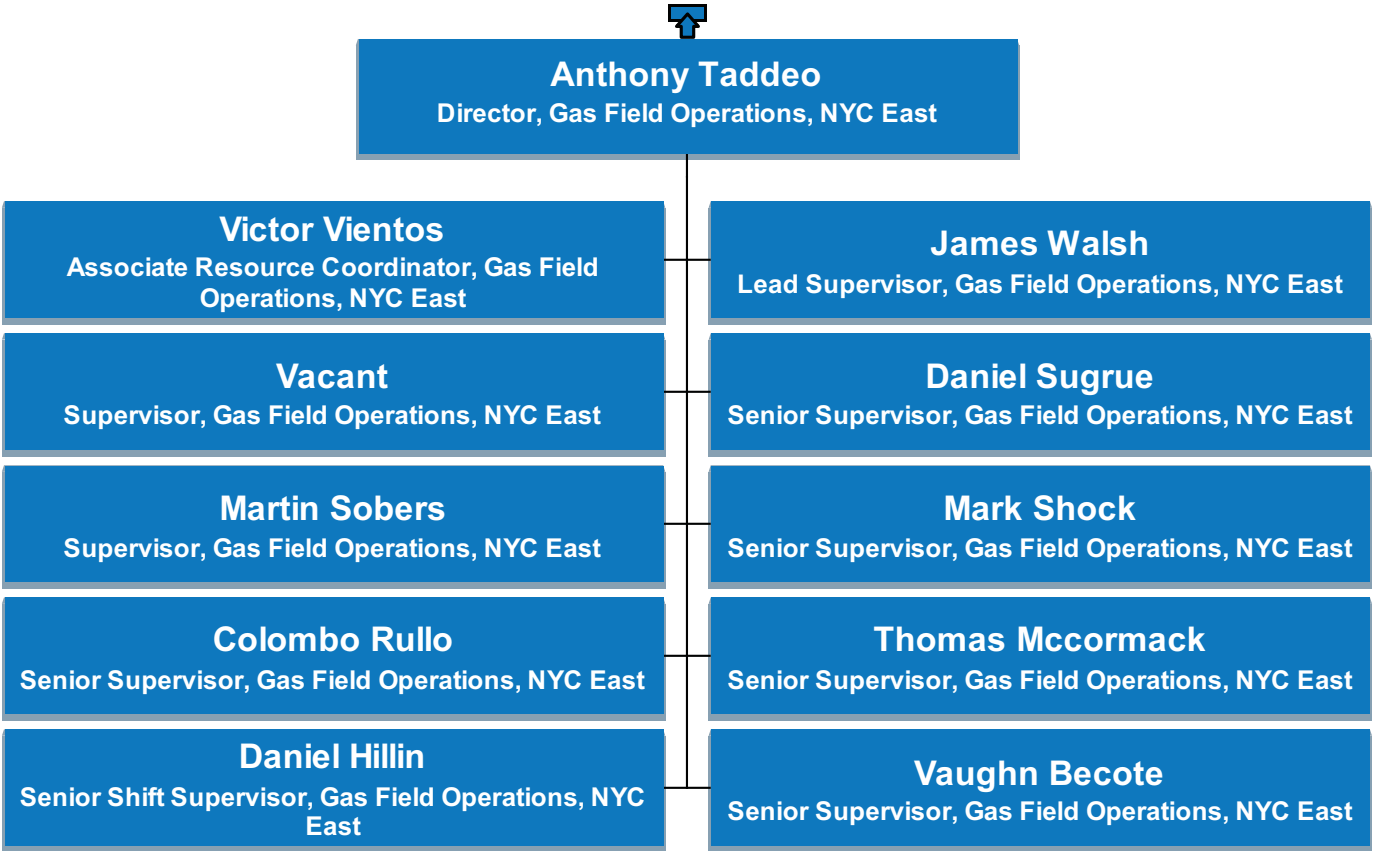 Anthony Taddeo
Director, Gas Field Operations, NYC East
Victor Vientos
Associate Resource Coordinator, Gas Field
Operations, NYC East
James Walsh
Lead Supervisor, Gas Field Operations, NYC East
Vacant
Supervisor, Gas Field Operations, NYC East
Daniel Sugrue
Senior Supervisor, Gas Field Operations, NYC East
Martin Sobers
Supervisor, Gas Field Operations, NYC East
Mark Shock
Senior Supervisor, Gas Field Operations, NYC East
Colombo Rullo
Senior Supervisor, Gas Field Operations, NYC East
Thomas Mccormack
Senior Supervisor, Gas Field Operations, NYC East
Daniel Hillin
Senior Shift Supervisor, Gas Field Operations, NYC
East
Vaughn Becote
Senior Supervisor, Gas Field Operations, NYC East